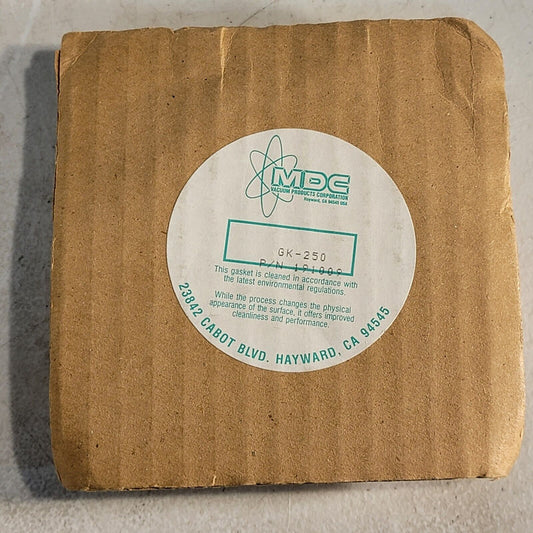 MDC
VACUUM PRODUCTS CORPORATION
Hayward, CA 94545 USA
GK-250
P/N 191009
This gasket is cleaned in accordance with
the latest environmental regulations.
While the process changes the physical
appearance of the surface, it offers improved
cleanliness and performance.
23842 CABOT BLVD. HAYWARD, CA 94545